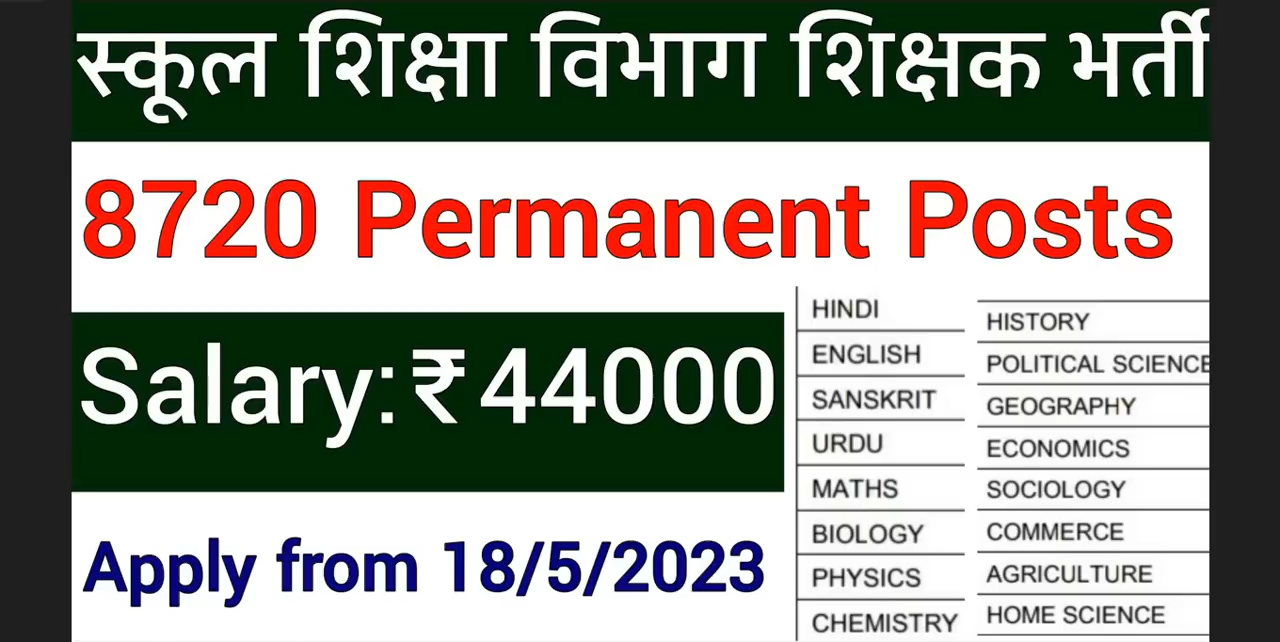 स्कूल शिक्षा विभाग शिक्षक भर्ती
8720 Permanent Posts
Salary:₹44000
Apply from 18/5/2023
HINDI
ENGLISH
SANSKRIT
URDU
MATHS
BIOLOGY
PHYSICS
CHEMISTRY
HISTORY
POLITICAL SCIENCE
GEOGRAPHY
ECONOMICS
SOCIOLOGY
COMMERCE
AGRICULTURE
HOME SCIENCE